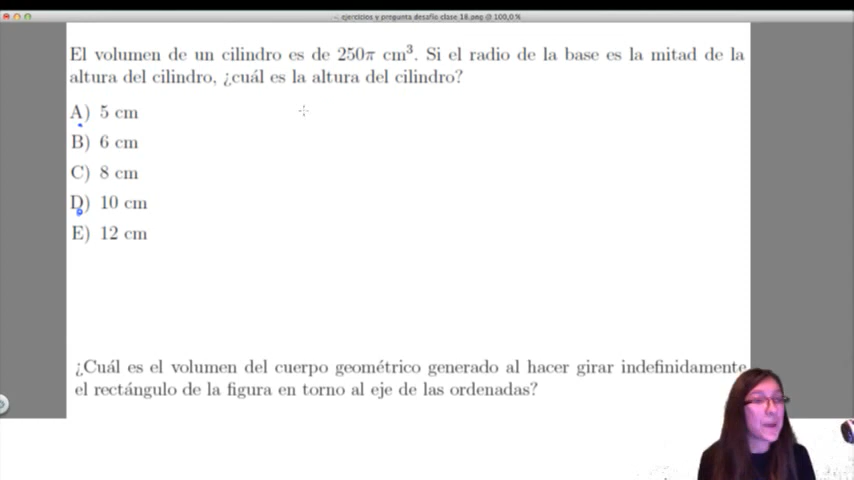 ejercicios y pregunta desafio clase 18.png @ 100,0%
El volumen de un cilindro es de 250π cm³. Si el radio de la base es la mitad de la
altura del cilindro, ¿cuál es la altura del cilindro?
A) 5 cm
B) 6 cm
C) 8 cm
D) 10 cm
E) 12 cm
¿Cuál es el volumen del cuerpo geométrico generado al hacer girar indefinidamente
el rectángulo de la figura en torno al eje de las ordenadas?